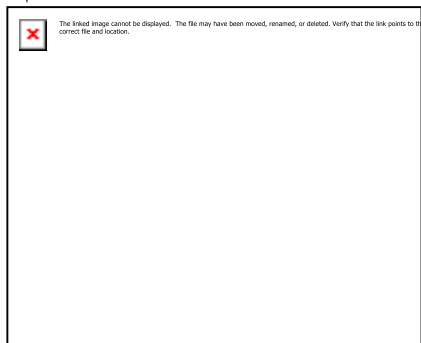 The linked image cannot be displayed. The file may have been moved, renamed, or deleted. Verify that the link points to th
correct file and location.